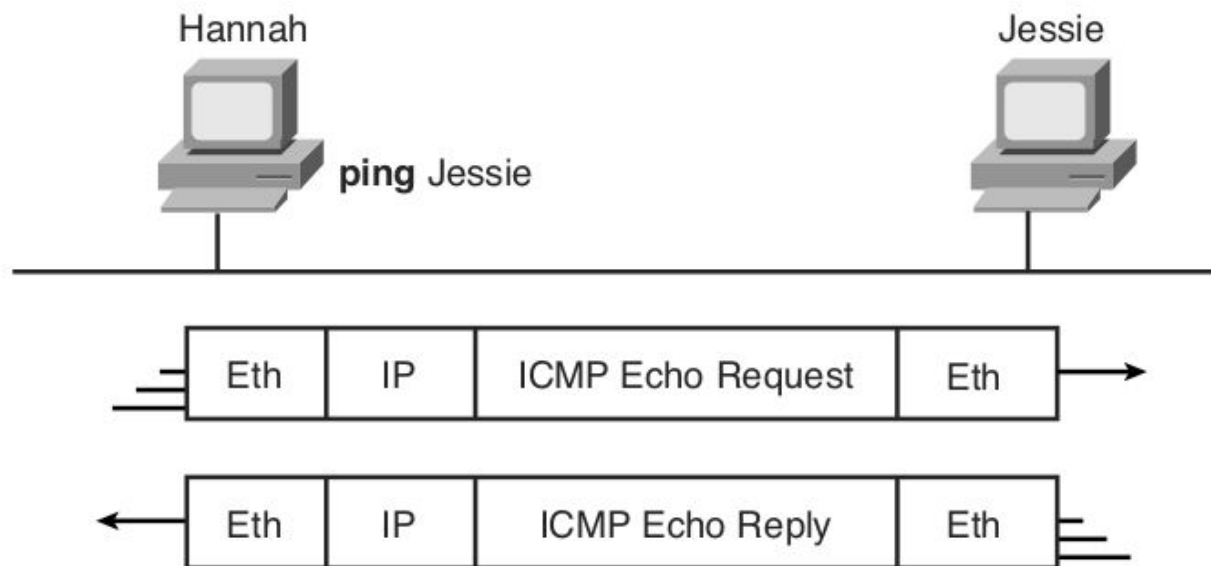 Hannah
Jessie
ping Jessie
Eth IP ICMP Echo Request Eth
Eth IP ICMP Echo Reply Eth